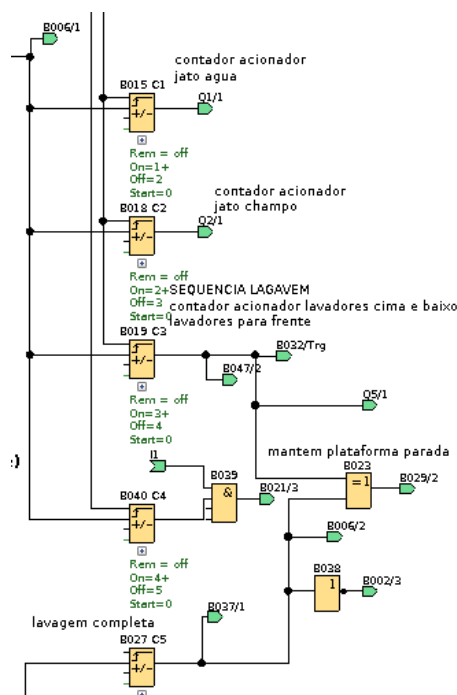 B006/1
contador acionador
jato agua
B015 C1
Q1/1
+/-
Rem = off
On=1+
Off=2
Start=0
contador acionador
jato champo
B018 C2
Q2/1
+/-
Rem = off
On=2+
Off=3
Start=0
SEQUENCIA LAGAVEM
contador acionador lavadores cima e baixo
lavadores para frente
B019 C3
B032/Trg
+/-
B047/2
Rem = off
On=3+
Off=4
Start=0
Q5/1
mantem plataforma parada
I1
B039
&
B021/3
B023
=1
B029/2
)
B040 C4
+/-
B006/2
Rem = off
On=4+
Off=5
Start=0
B038
1
B002/3
B037/1
lavagem completa
B027 C5
+/-